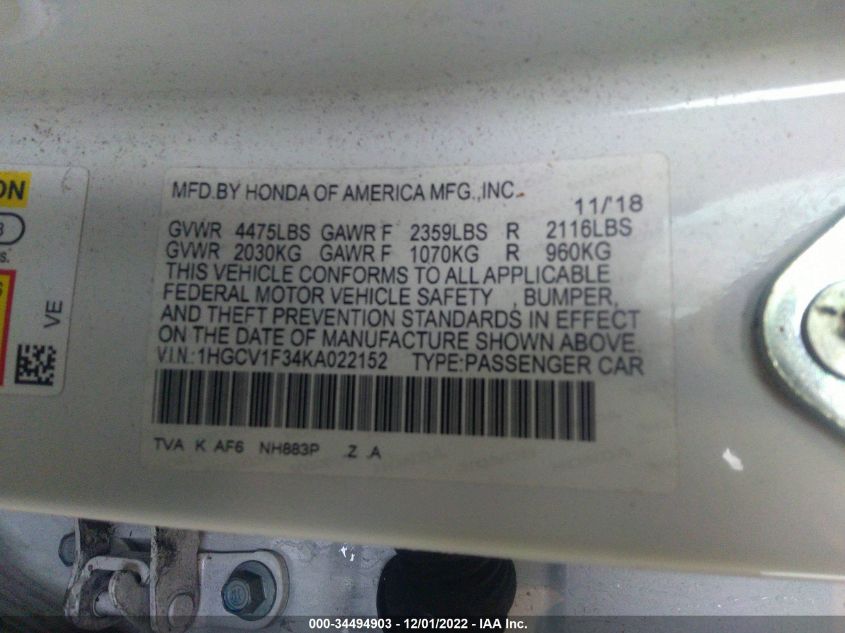 ON
3
s.
S
VE
MFD.BY HONDA OF AMERICA MFG.,INC. 11/'18
GVWR 4475LBS GAWR F 2359LBS R 2116LBS
GVWR 2030KG GAWR F 1070KG R 960KG
THIS VEHICLE CONFORMS TO ALL APPLICABLE
FEDERAL MOTOR VEHICLE SAFETY , BUMPER,
AND THEFT PREVENTION STANDARDS IN EFFECT
ON THE DATE OF MANUFACTURE SHOWN ABOVE.
V.I.N.:1HGCV1F34KA022152 TYPE:PASSENGER CAR
TVA K AF6 NH883P .Z .A
000-34494903 - 12/01/2022 - IAA Inc.